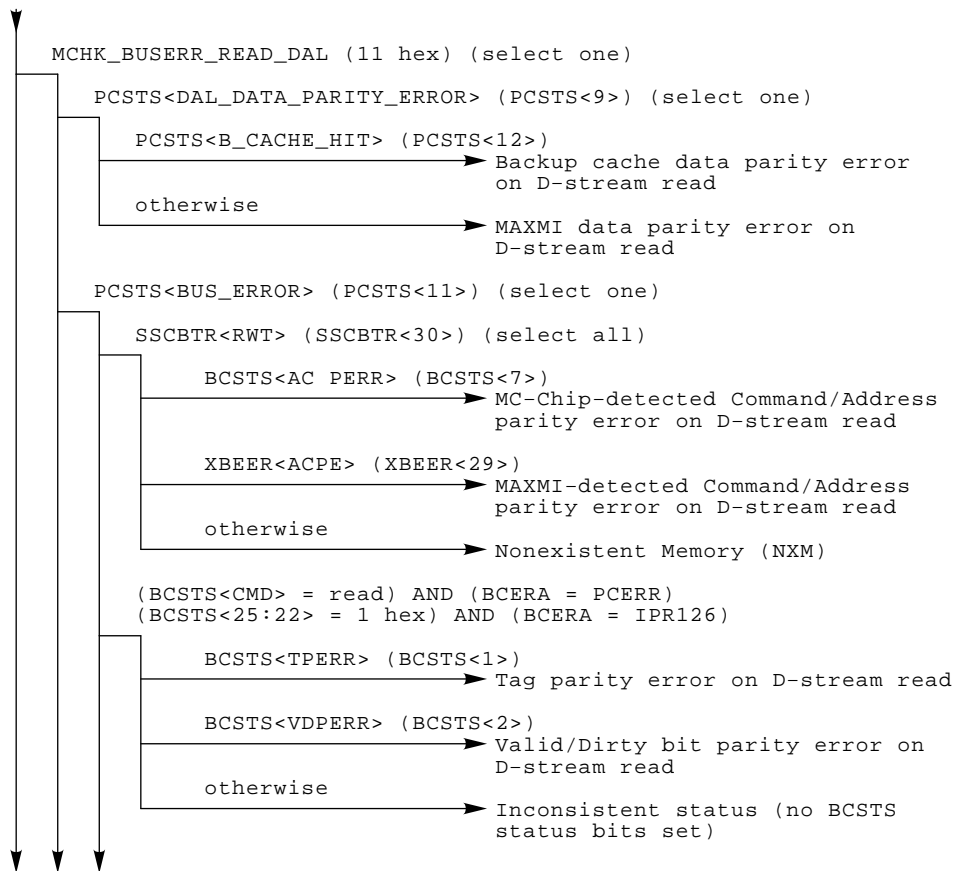 MCHK_BUSERR_READ_DAL (11 hex) (select one)
PCSTS<DAL_DATA_PARITY_ERROR> (PCSTS<9>) (select one)
PCSTS<B_CACHE_HIT> (PCSTS<12>)
Backup cache data parity error
on D-stream read
otherwise
MAXMI data parity error on
D-stream read
PCSTS<BUS_ERROR> (PCSTS<11>) (select one)
SSCBTR<RWT> (SSCBTR<30>) (select all)
BCSTS<AC PERR> (BCSTS<7>)
MC-Chip-detected Command/Address
parity error on D-stream read
XBEER<ACPE> (XBEER<29>)
MAXMI-detected Command/Address
parity error on D-stream read
otherwise
Nonexistent Memory (NXM)
(BCSTS<CMD> = read) AND (BCERA = PCERR)
(BCSTS<25:22> = 1 hex) AND (BCERA = IPR126)
BCSTS<TPERR> (BCSTS<1>)
Tag parity error on D-stream read
BCSTS<VDPERR> (BCSTS<2>)
Valid/Dirty bit parity error on
D-stream read
otherwise
Inconsistent status (no BCSTS
status bits set)